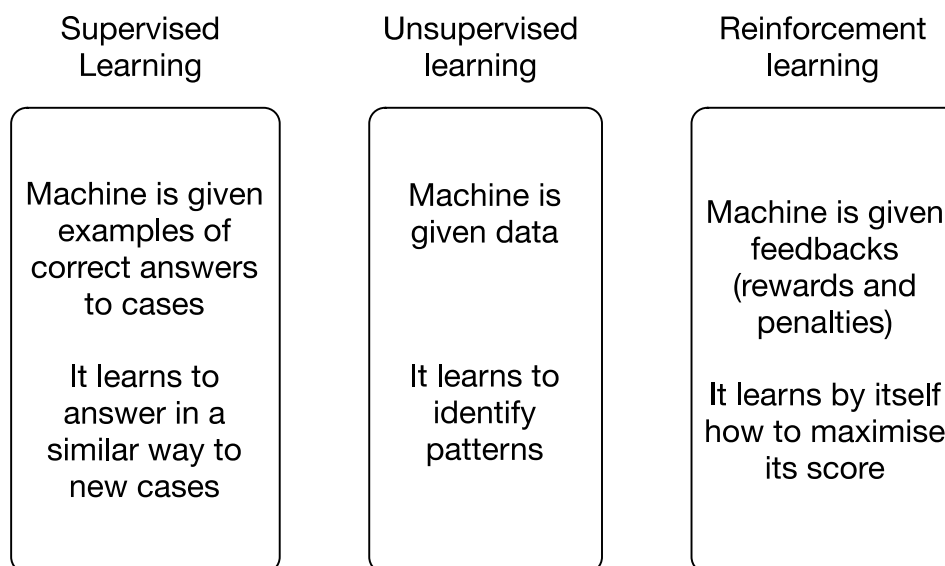 Supervised
Learning
Machine is given
examples of
correct answers
to cases
It learns to
answer in a
similar way to
new cases
Unsupervised
learning
Machine is
given data
It learns to
identify
patterns
Reinforcement
learning
Machine is given
feedbacks
(rewards and
penalties)
It learns by itself
how to maximise
its score